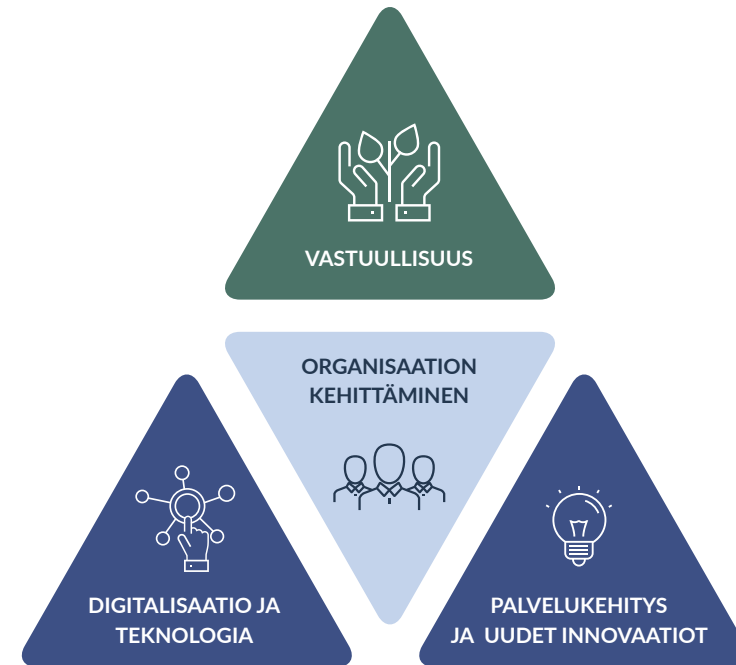 VASTUULLISUUS
ORGANISAATION
KEHITTÄMINEN
DIGITALISAATIO JA
TEKNOLOGIA
PALVELUKEHITYS
JA UUDET INNOVAATIOT